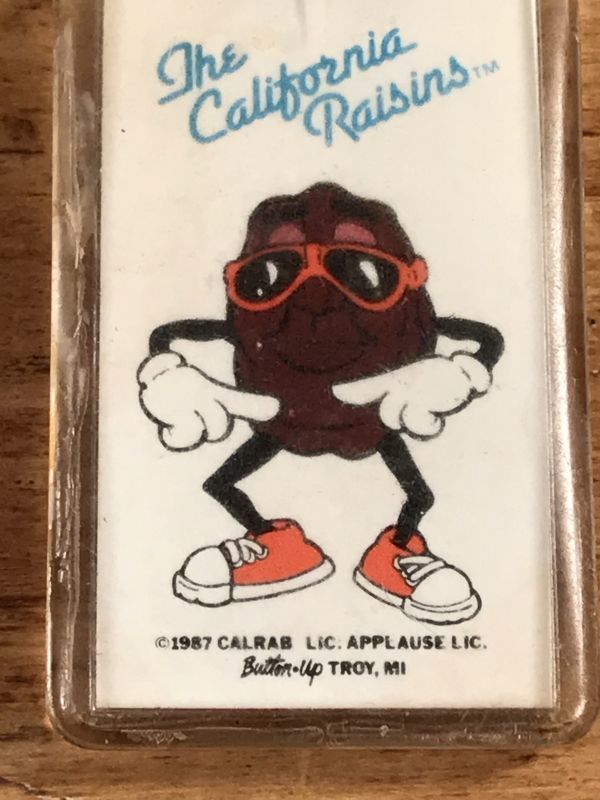 The
California
Raisins™
©1987 CALRAB LIC. APPLAUSE LIC.
Button-Up TROY, MI